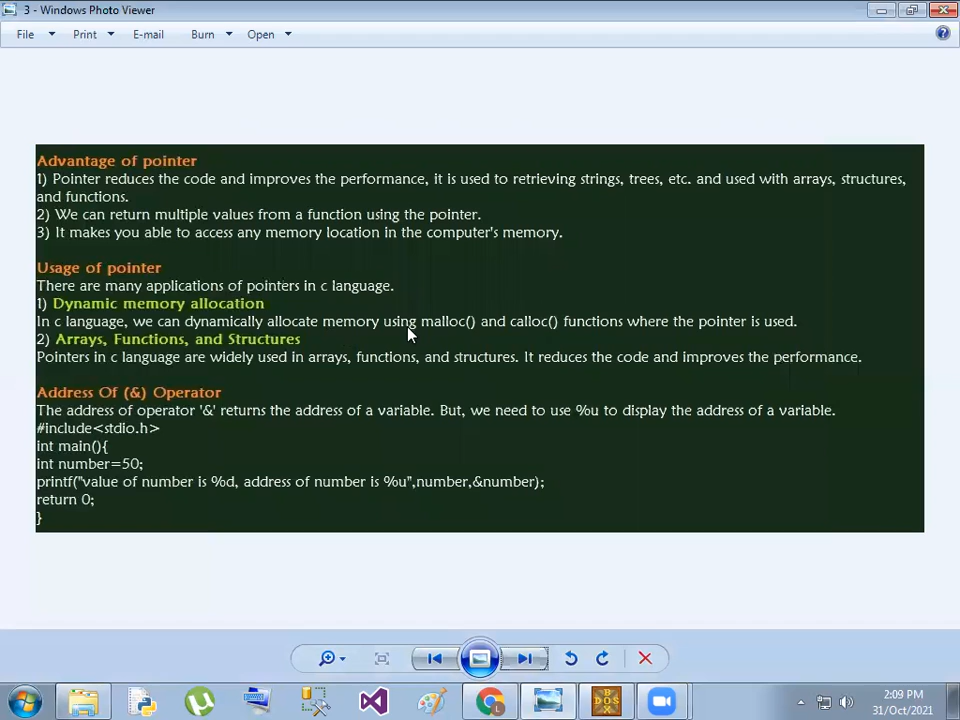 3 - Windows Photo Viewer
File Print E-mail Burn Open
Advantage of pointer
1) Pointer reduces the code and improves the performance, it is used to retrieving strings, trees, etc. and used with arrays, structures,
and functions.
2) We can return multiple values from a function using the pointer.
3) It makes you able to access any memory location in the computer's memory.
Usage of pointer
There are many applications of pointers in c language.
1) Dynamic memory allocation
In c language, we can dynamically allocate memory using malloc() and calloc() functions where the pointer is used.
2) Arrays, Functions, and Structures
Pointers in c language are widely used in arrays, functions, and structures. It reduces the code and improves the performance.
Address Of (&) Operator
The address of operator '&' returns the address of a variable. But, we need to use %u to display the address of a variable.
#include<stdio.h>
int main(){
int number=50;
printf("value of number is %d, address of number is %u",number,&number);
return 0;
}
2:09 PM
31/Oct/2021